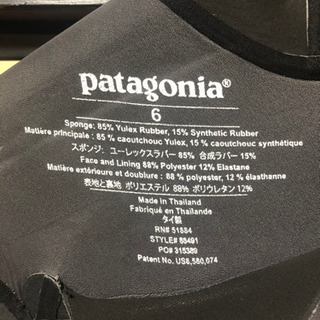 patagonia®
6
Sponge: 85% Yulex Rubber, 15% Synthetic Rubber
Matière principale : 85 % caoutchouc Yulex, 15 % caoutchouc synthétique
スポンジ: ユーレックスラバー 85% 合成ラバー 15%
Face and Lining 88% Polyester 12% Elastane
Matière extérieure et doublure : 88 % polyester, 12 % élasthanne
表地と裏地 ポリエステル 88% ポリウレタン 12%
Made in Thailand
Fabriqué en Thaïlande
タイ製
RN# 51884
STYLE# 88491
PO# 315389
Patent No. US8,580,074